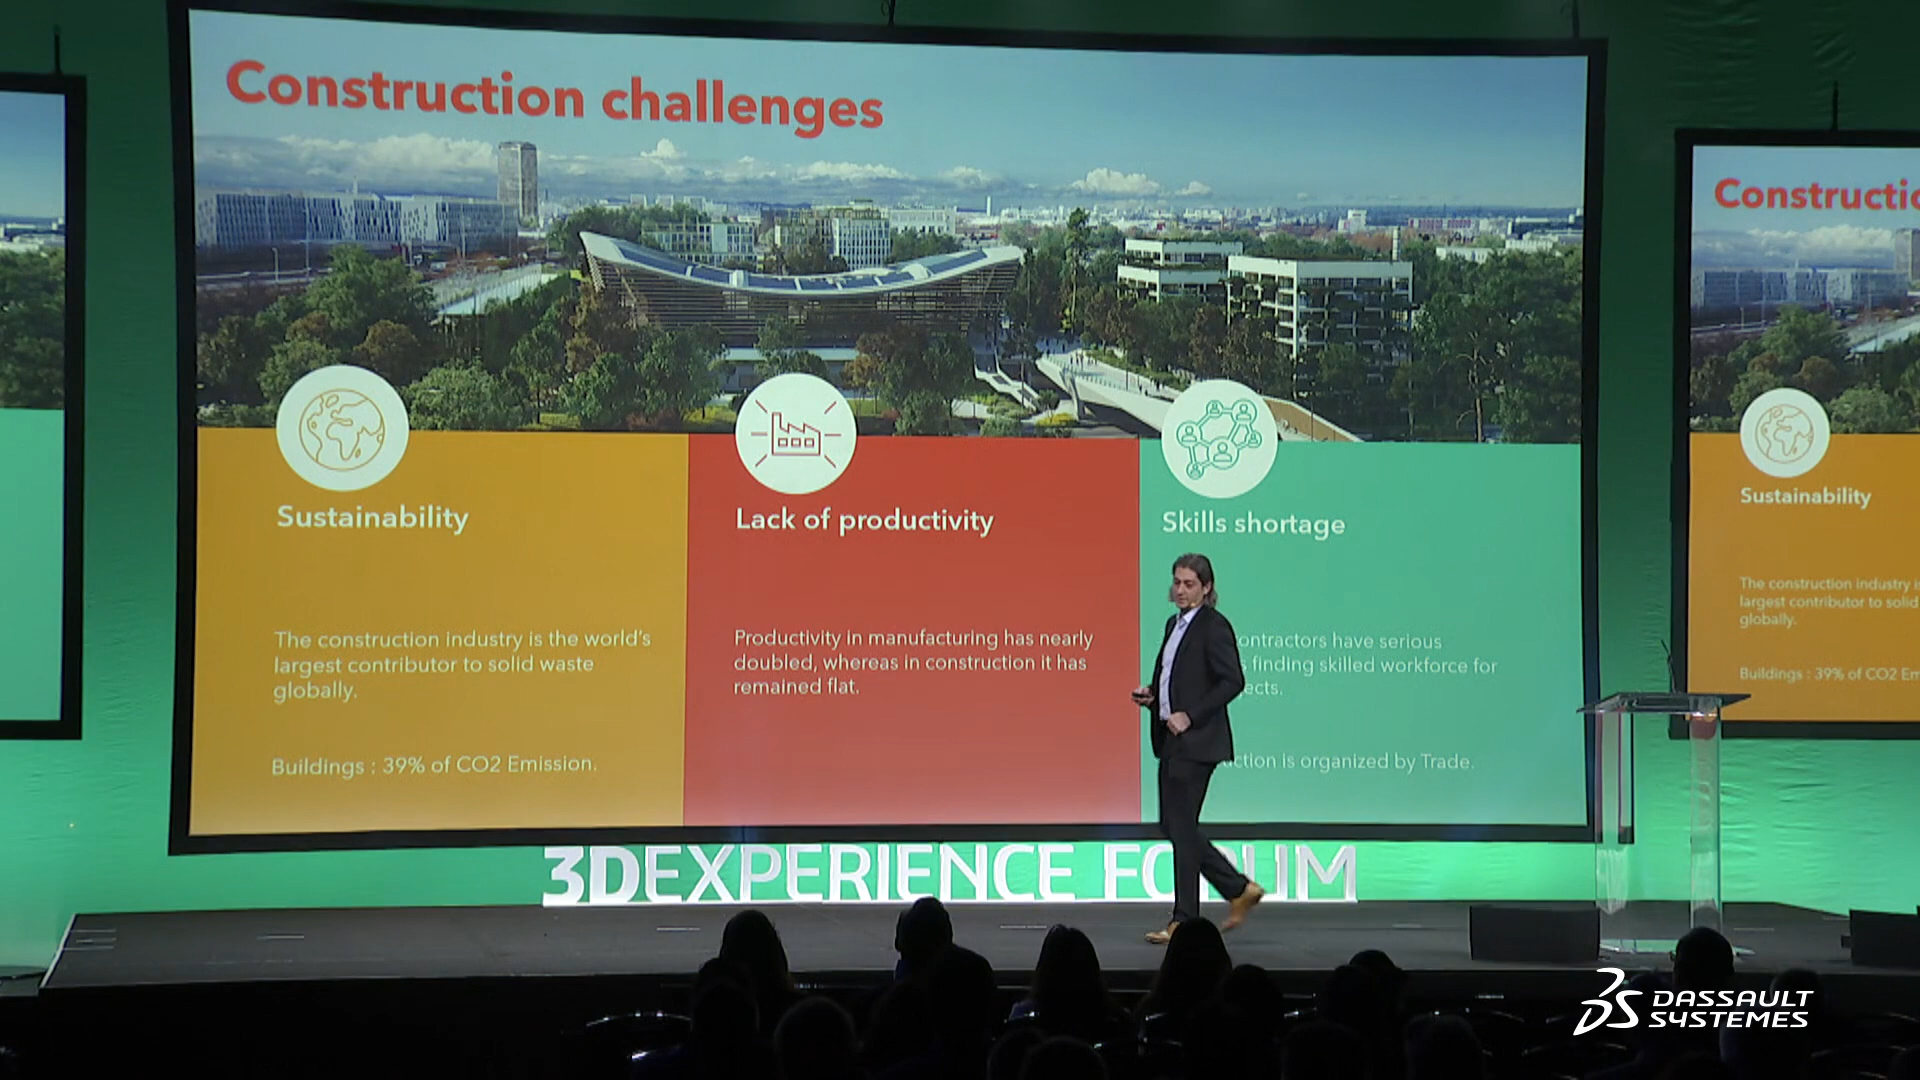 Construction challenges
Sustainability
The construction industry is the world's
largest contributor to solid waste
globally.
Buildings : 39% of CO2 Emission.
Lack of productivity
Productivity in manufacturing has nearly
doubled, whereas in construction it has
remained flat.
Skills shortage
ontractors have serious
finding skilled workforce for
ects.
ction is organized by Trade.
Constructio
Sustainability
The construction industry is
largest contributor to solid
globally.
Buildings : 39% of CO2 Em
3DEXPERIENCE FORUM
DASSAULT
SYSTEMES